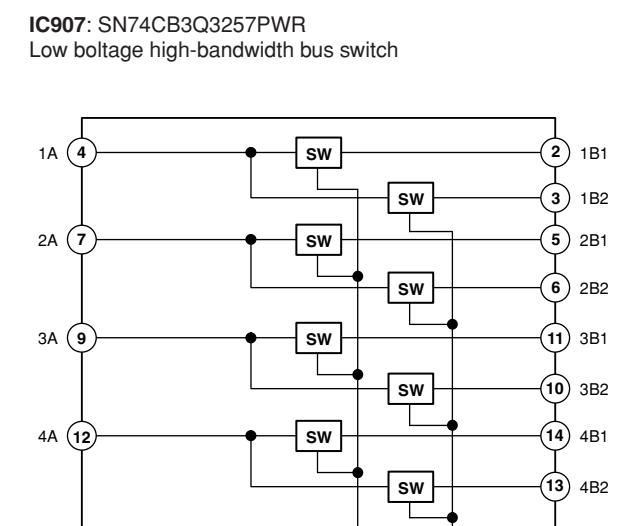 IC907: SN74CB3Q3257PWR
Low boltage high-bandwidth bus switch
1A 4 SW 2 1B1
SW 3 1B2
2A 7 SW 5 2B1
SW 6 2B2
3A 9 SW 11 3B1
SW 10 3B2
4A 12 SW 14 4B1
SW 13 4B2